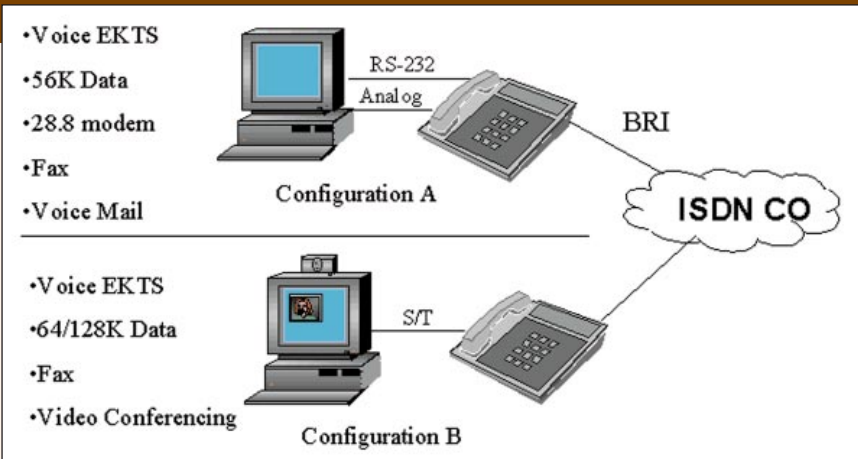 •Voice EKTS
•56K Data
•28.8 modem
•Fax
•Voice Mail
RS-232
Analog
Configuration A
BRI
ISDN CO
•Voice EKTS
•64/128K Data
•Fax
•Video Conferencing
S/T
Configuration B